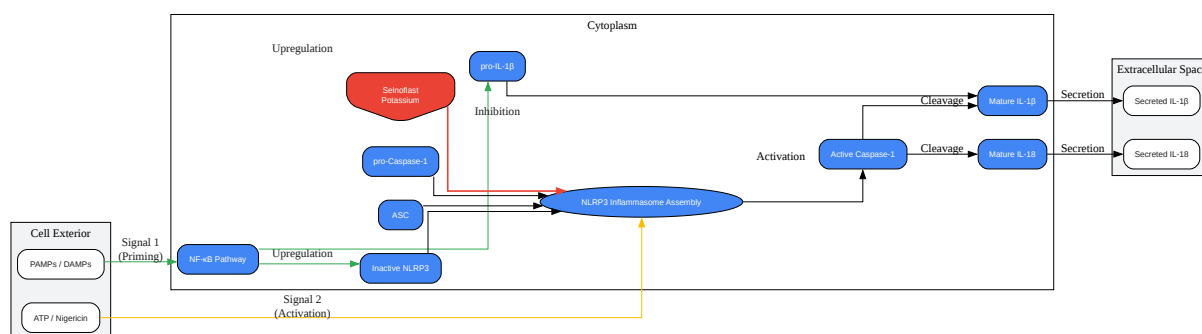 Cytoplasm
Upregulation
pro-IL-1β
Extracellular Spac
Selnoflast
Potassium
Inhibition
Cleavage
Mature IL-1β
Secretion
Secreted IL-1β
pro-Caspase-1
Activation
Active Caspase-1
Cleavage
Mature IL-18
Secretion
Secreted IL-18
NLRP3 Inflammasome Assembly
ASC
Cell Exterior
Signal 1
(Priming)
PAMPs / DAMPs
NF-κB Pathway
Upregulation
Inactive NLRP3
Signal 2
(Activation)
ATP / Nigericin